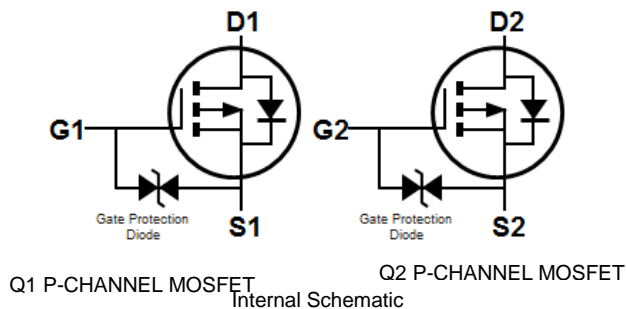 D1
D2
G1
G2
Gate Protection
Diode
Gate Protection
Diode
S1
S2
Q1 P-CHANNEL MOSFET
Q2 P-CHANNEL MOSFET
Internal Schematic